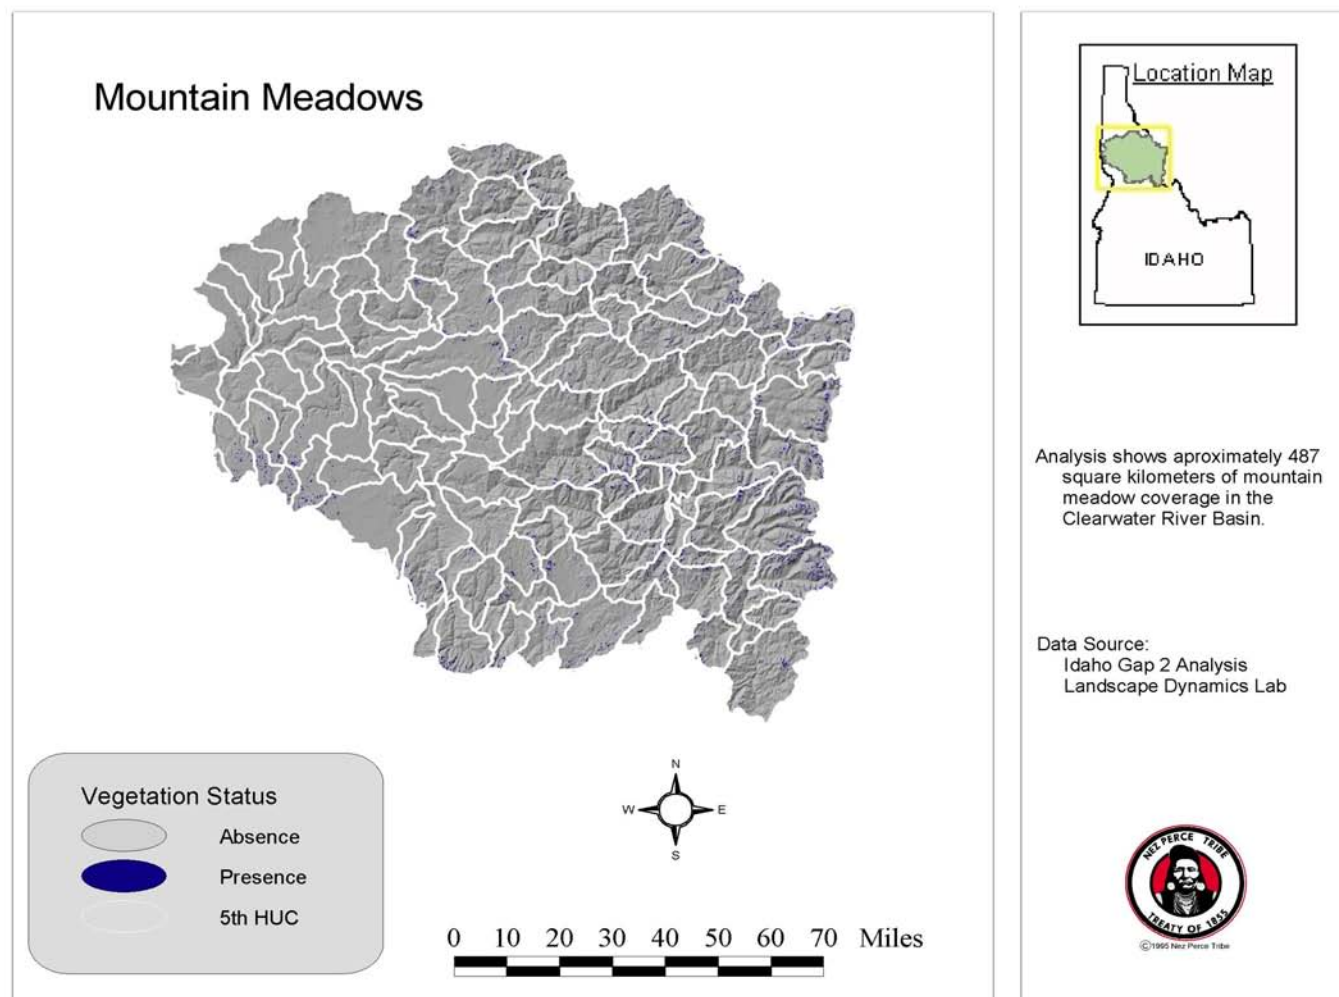 Mountain Meadows
Location Map
IDAHO
Analysis shows aproximately 487
square kilometers of mountain
meadow coverage in the
Clearwater River Basin.
Data Source:
Idaho Gap 2 Analysis
Landscape Dynamics Lab
Vegetation Status
Absence
Presence
5th HUC
N
W E
S
0 10 20 30 40 50 60 70 Miles
NEZ PERCE TRIBE
TREATY OF 1855
©1995 Nez Perce Tribe